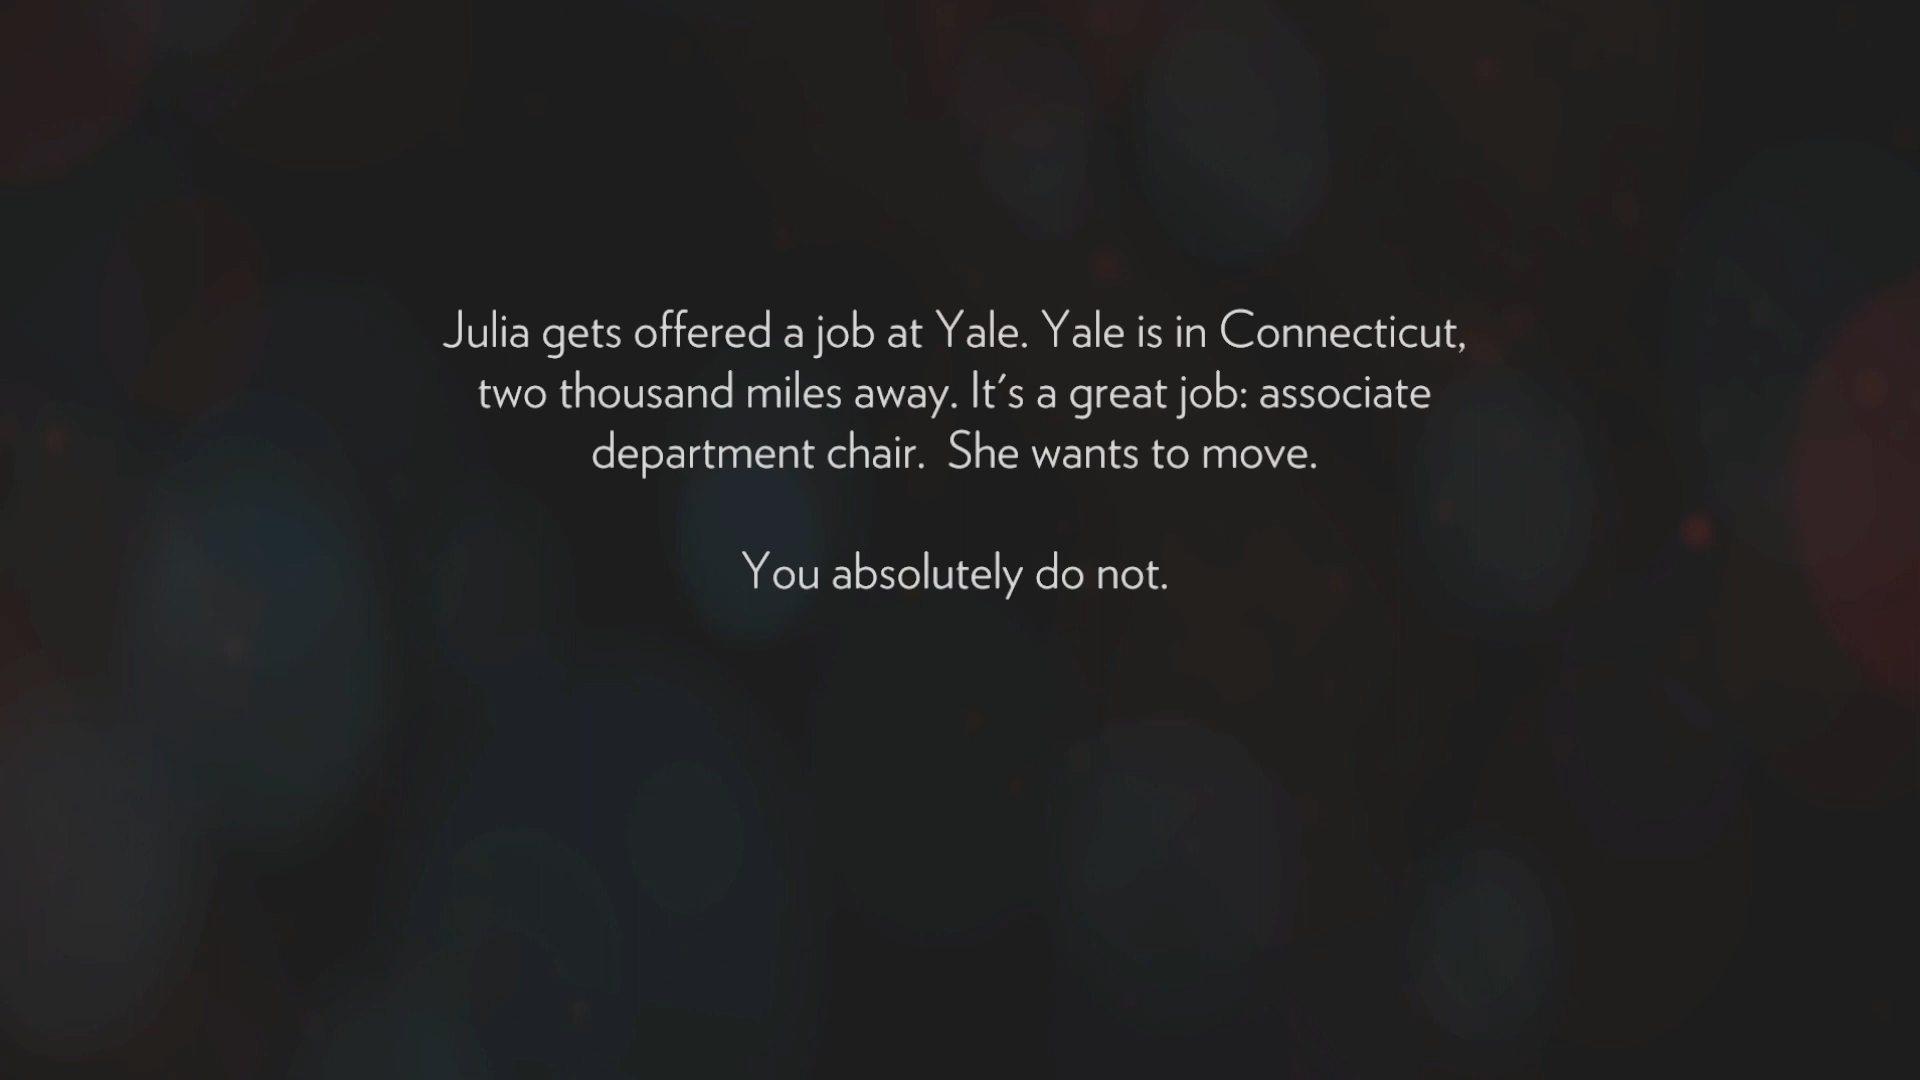 Julia gets offered a job at Yale. Yale is in Connecticut,
two thousand miles away. It's a great job: associate
department chair.  She wants to move.
You absolutely do not.